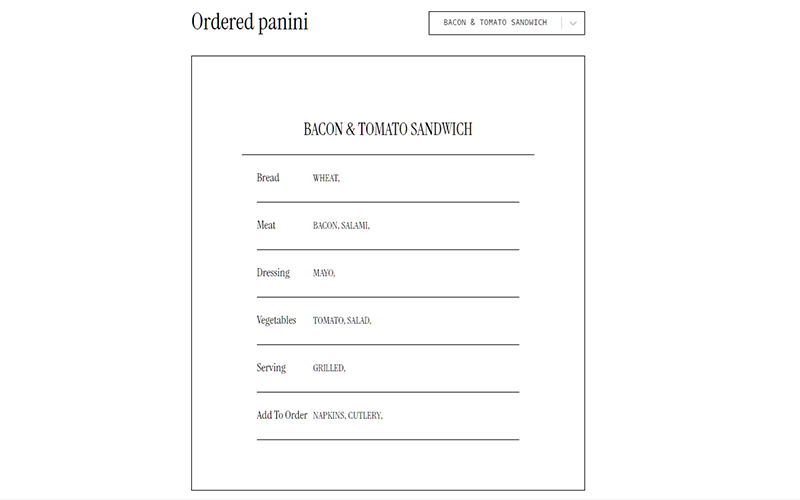 Ordered panini
BACON & TOMATO SANDWICH
BACON & TOMATO SANDWICH
Bread WHEAT,
Meat BACON, SALAMI,
Dressing MAYO,
Vegetables TOMATO, SALAD,
Serving GRILLED,
Add To Order NAPKINS, CUTLERY,